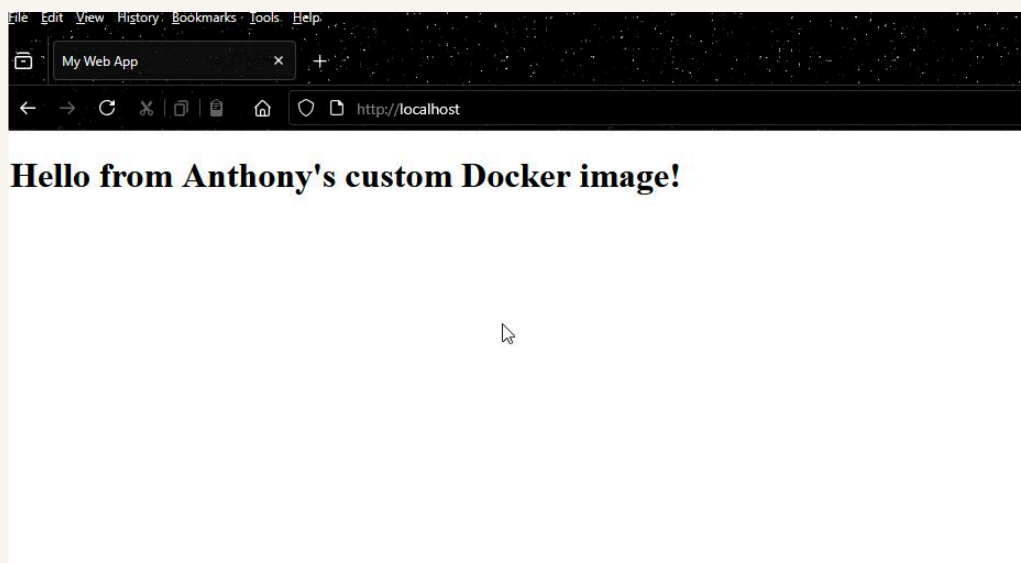 File Edit View History Bookmarks Tools Help
My Web App
http://localhost
Hello from Anthony's custom Docker image!